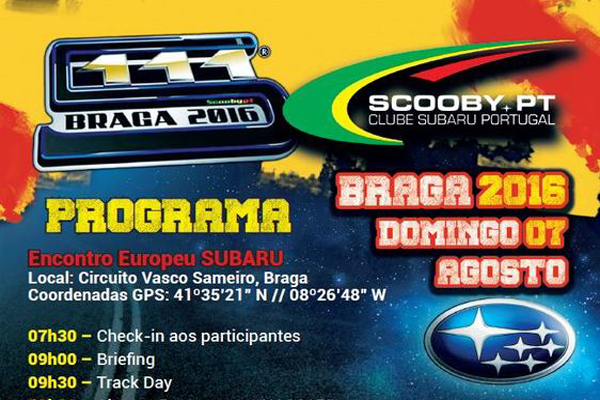 111®
Scooby.pt
BRAGA 2016
SCOOBY.PT
CLUBE SUBARU PORTUGAL
BRAGA 2016
DOMINGO 07
AGOSTO
PROGRAMA
Encontro Europeu SUBARU
Local: Circuito Vasco Sameiro, Braga
Coordenadas GPS: 41º35'21" N // 08º26'48" W
07h30 – Check-in aos participantes
09h00 – Briefing
09h30 – Track Day